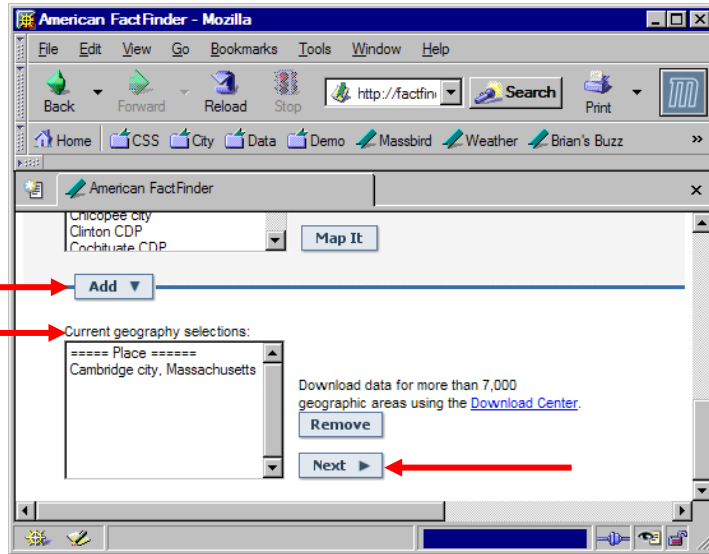 American FactFinder - Mozilla
File Edit View Go Bookmarks Tools Window Help
Back Forward Reload Stop http://factfin Search Print
Home CSS City Data Demo Massbird Weather Brian's Buzz »
American FactFinder x
Chicopee city
Clinton CDP
Cochituate CDP
Map It
Add ▼
Current geography selections:
===== Place ======
Cambridge city, Massachusetts
Download data for more than 7,000
geographic areas using the Download Center.
Remove
Next ►